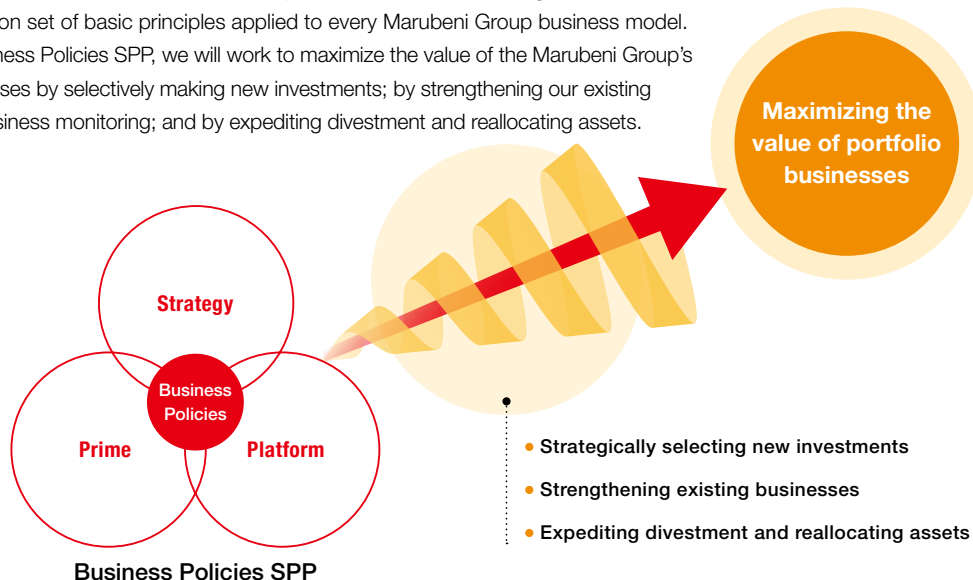 on set of basic principles applied to every Marubeni Group business model.
ness Policies SPP, we will work to maximize the value of the Marubeni Group’s
ses by selectively making new investments; by strengthening our existing
siness monitoring; and by expediting divestment and reallocating assets.
Maximizing the
value of portfolio
businesses
Strategy
Business
Policies
Prime
Platform
• Strategically selecting new investments
• Strengthening existing businesses
• Expediting divestment and reallocating assets
Business Policies SPP